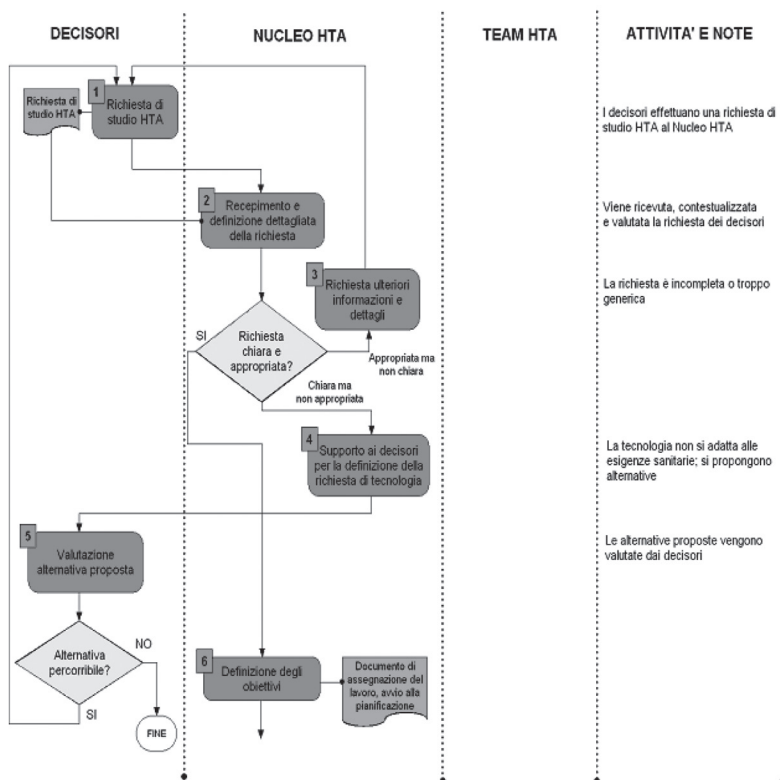 DECISORI
NUCLEO HTA
TEAM HTA
ATTIVITA' E NOTE
Richiesta di
studio HTA
1
Richiesta di
studio HTA
I decisori effettuano una richiesta di
studio HTA al Nucleo HTA
2
Recepimento e
definizione dettagliata
della richiesta
Viene ricevuta, contestualizzata
e valutata la richiesta dei decisori
3
Richiesta ulteriori
informazioni e
dettagli
La richiesta è incompleta o troppo
generica
SI
Richiesta
chiara e
appropriata?
Appropriata ma
non chiara
Chiara ma
non appropriata
4
Supporto ai decisori
per la definizione della
richiesta di tecnologia
La tecnologia non si adatta alle
esigenze sanitarie; si propongono
alternative
5
Valutazione
alternativa proposta
Le alternative proposte vengono
valutate dai decisori
Alternativa
percorribile?
NO
SI
FINE
6
Definizione degli
obiettivi
Documento di
assegnazione del
lavoro, avvio alla
pianificazione